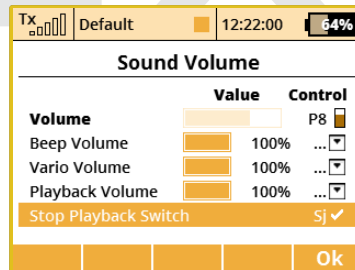 Tx Default 12:22:00 64%
Sound Volume
Value Control
Volume P8
Beep Volume 100% ...
Vario Volume 100% ...
Playback Volume 100% ...
Stop Playback Switch Sj ✓
Ok